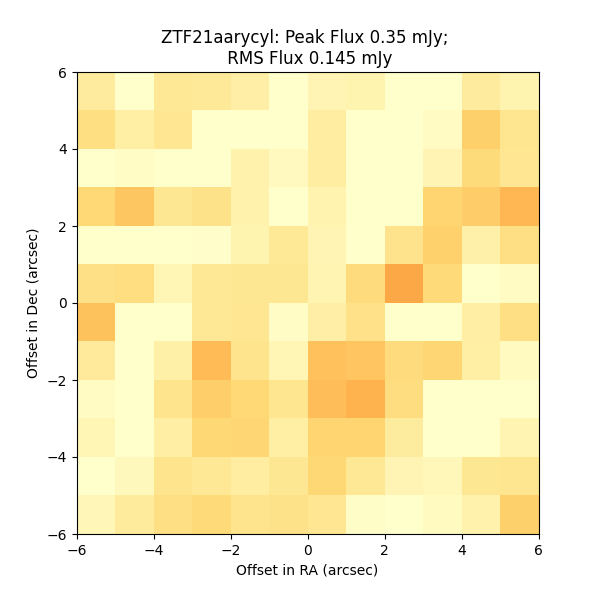 ZTF21aarycyl: Peak Flux 0.35 mJy;
RMS Flux 0.145 mJy
6
4
2
0
−2
−4
−6
Offset in Dec (arcsec)
−6 −4 −2 0 2 4 6
Offset in RA (arcsec)